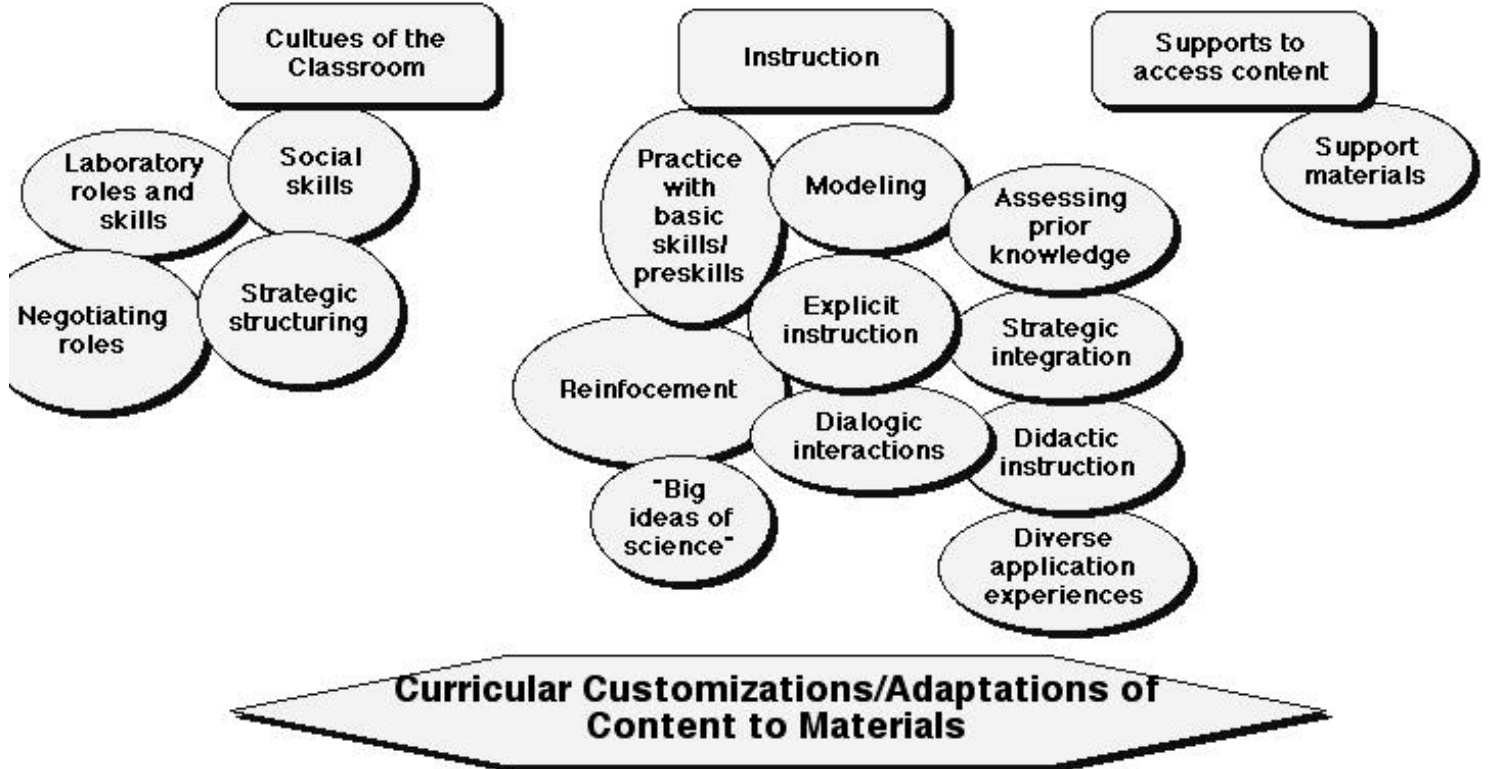 Cultues of the
Classroom
Instruction
Supports to
access content
Laboratory
roles and
skills
Social
skills
Negotiating
roles
Strategic
structuring
Practice
with
basic
skills/
preskills
Modeling
Assessing
prior
knowledge
Explicit
instruction
Strategic
integration
Reinfocement
Dialogic
interactions
Didactic
instruction
"Big
ideas of
science"
Diverse
application
experiences
Support
materials
Curricular Customizations/Adaptations of
Content to Materials